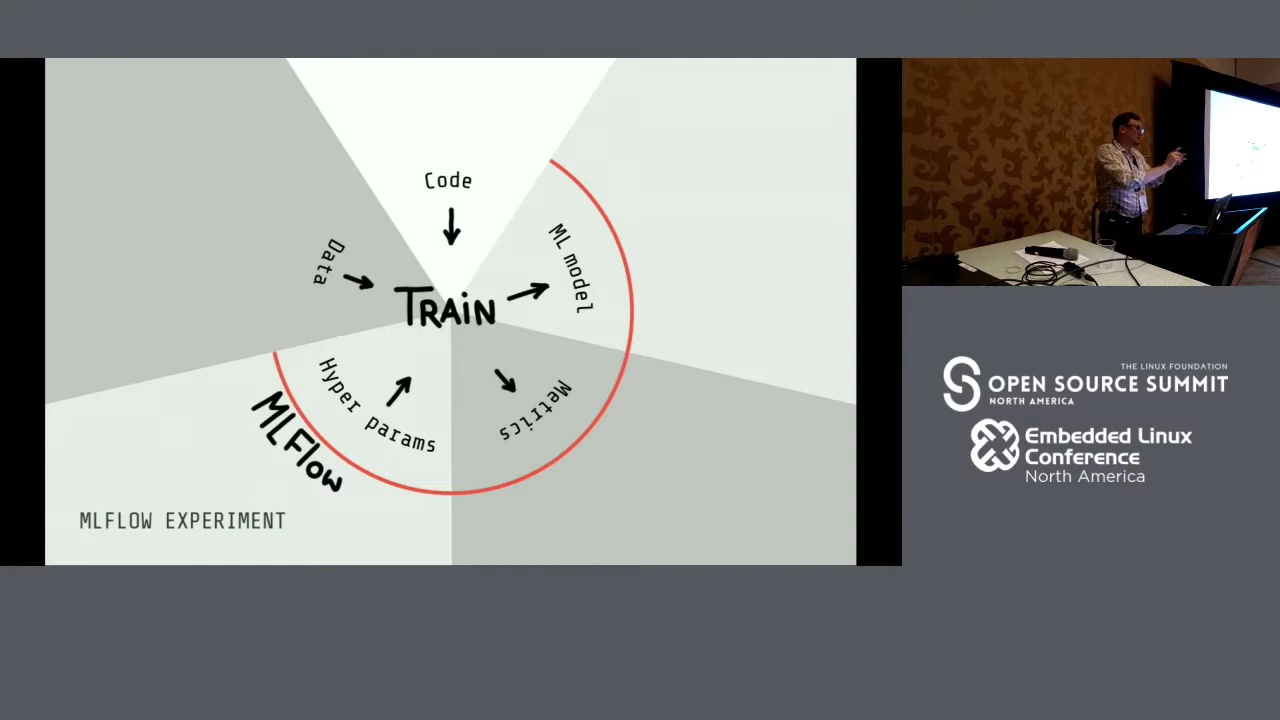 Code
Data
ML model
TRAiN
Hyper params
Metrics
MLFlow
MLFLOW EXPERIMENT
THE LINUX FOUNDATION
OPEN SOURCE SUMMIT
NORTH AMERICA
Embedded Linux
Conference
North America